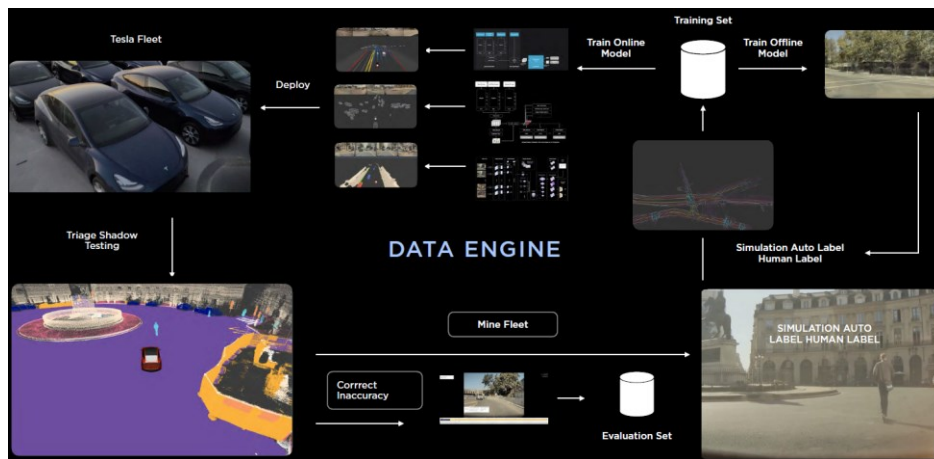 Training Set
Tesla Fleet
Train Online
Model
Train Offline
Model
Deploy
Triage Shadow
Testing
DATA ENGINE
Simulation Auto Label
Human Label
Mine Fleet
SIMULATION AUTO
LABEL HUMAN LABEL
Corrrect
Inaccuracy
Evaluation Set